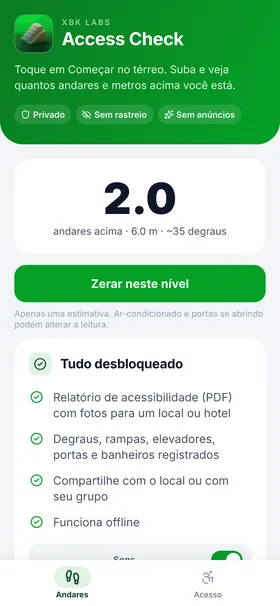 XBK LABS
Access Check
Toque em Começar no térreo. Suba e veja
quantos andares e metros acima você está.
Privado
Sem rastreio
Sem anúncios
2.0
andares acima · 6.0 m · ~35 degraus
Zerar neste nível
Apenas uma estimativa. Ar-condicionado e portas se abrindo
podem alterar a leitura.
Tudo desbloqueado
Relatório de acessibilidade (PDF)
com fotos para um local ou hotel
Degraus, rampas, elevadores,
portas e banheiros registrados
Compartilhe com o local ou com
seu grupo
Funciona offline
Andares
Acesso